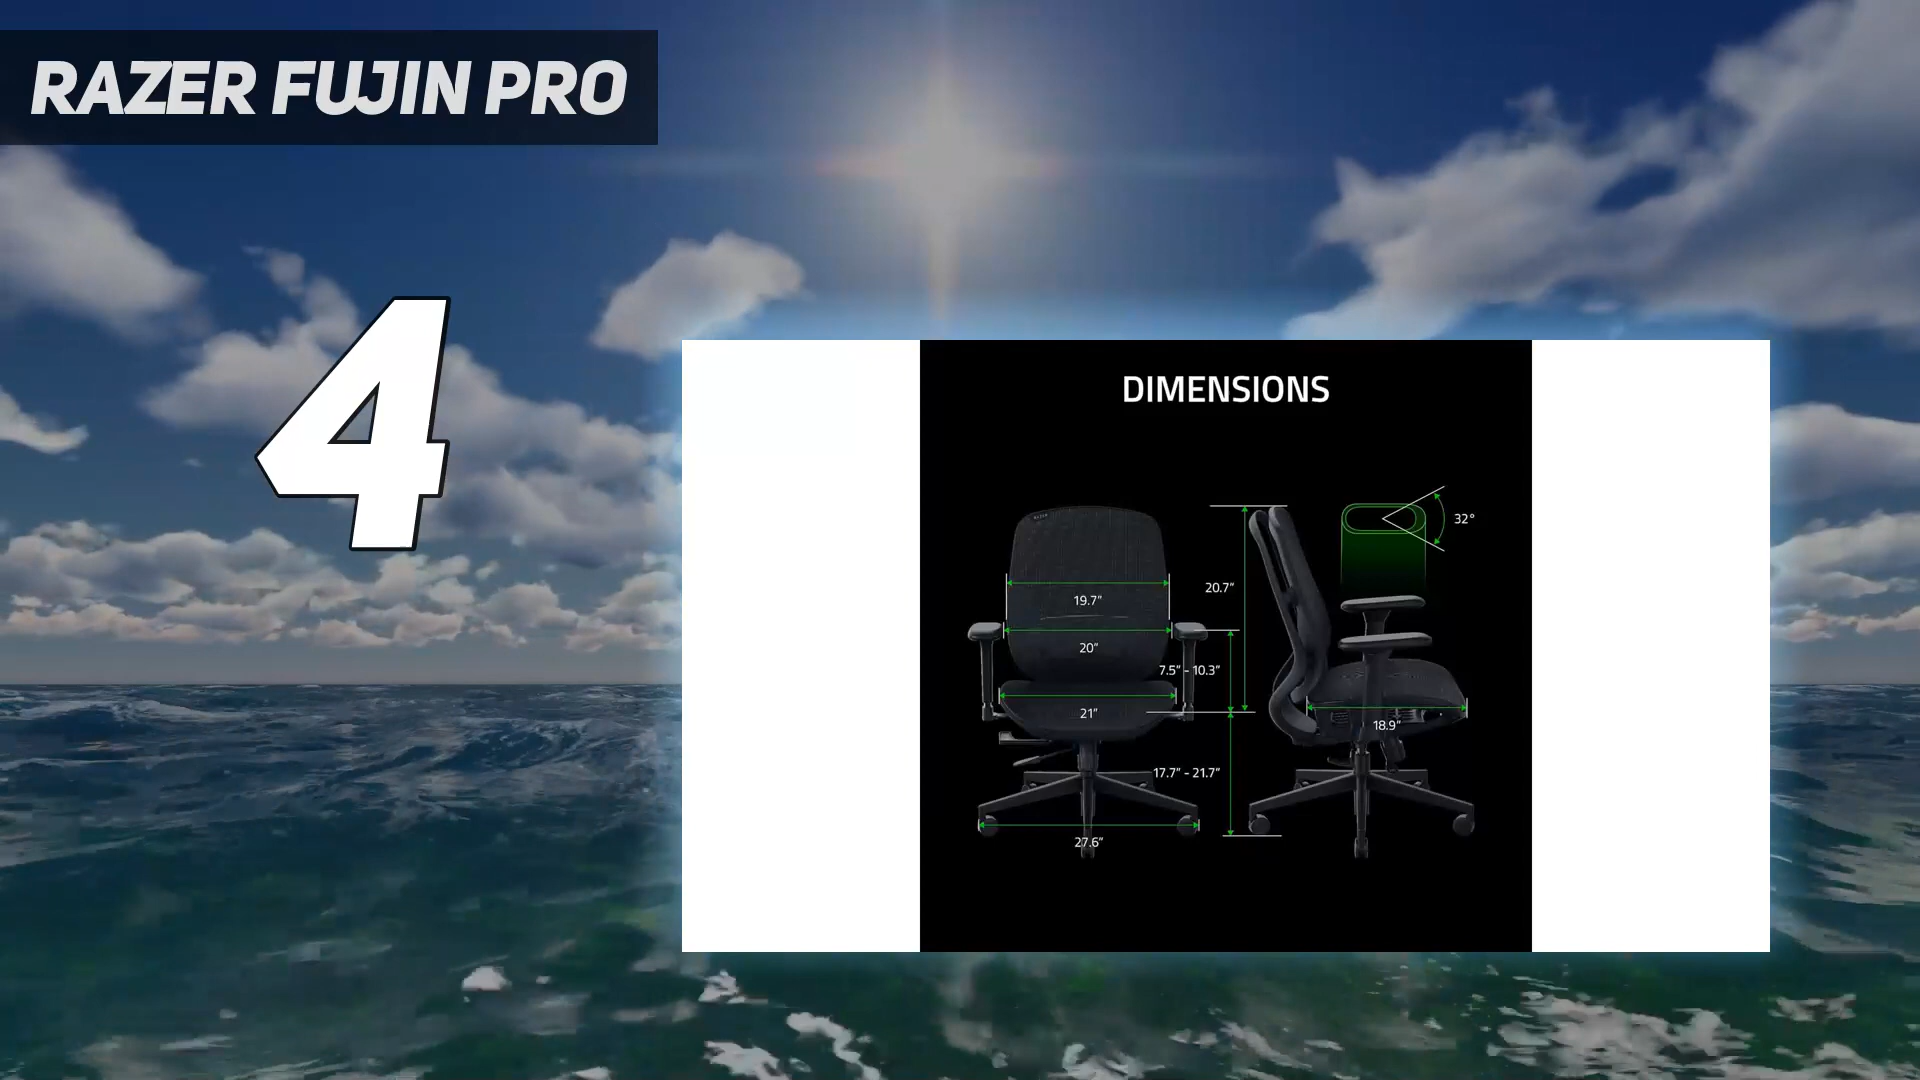 RAZER FUJIN PRO
4
DIMENSIONS
32°
20.7"
19.7"
20"
7.5" - 10.3"
21"
18.9"
17.7" - 21.7"
27.6"